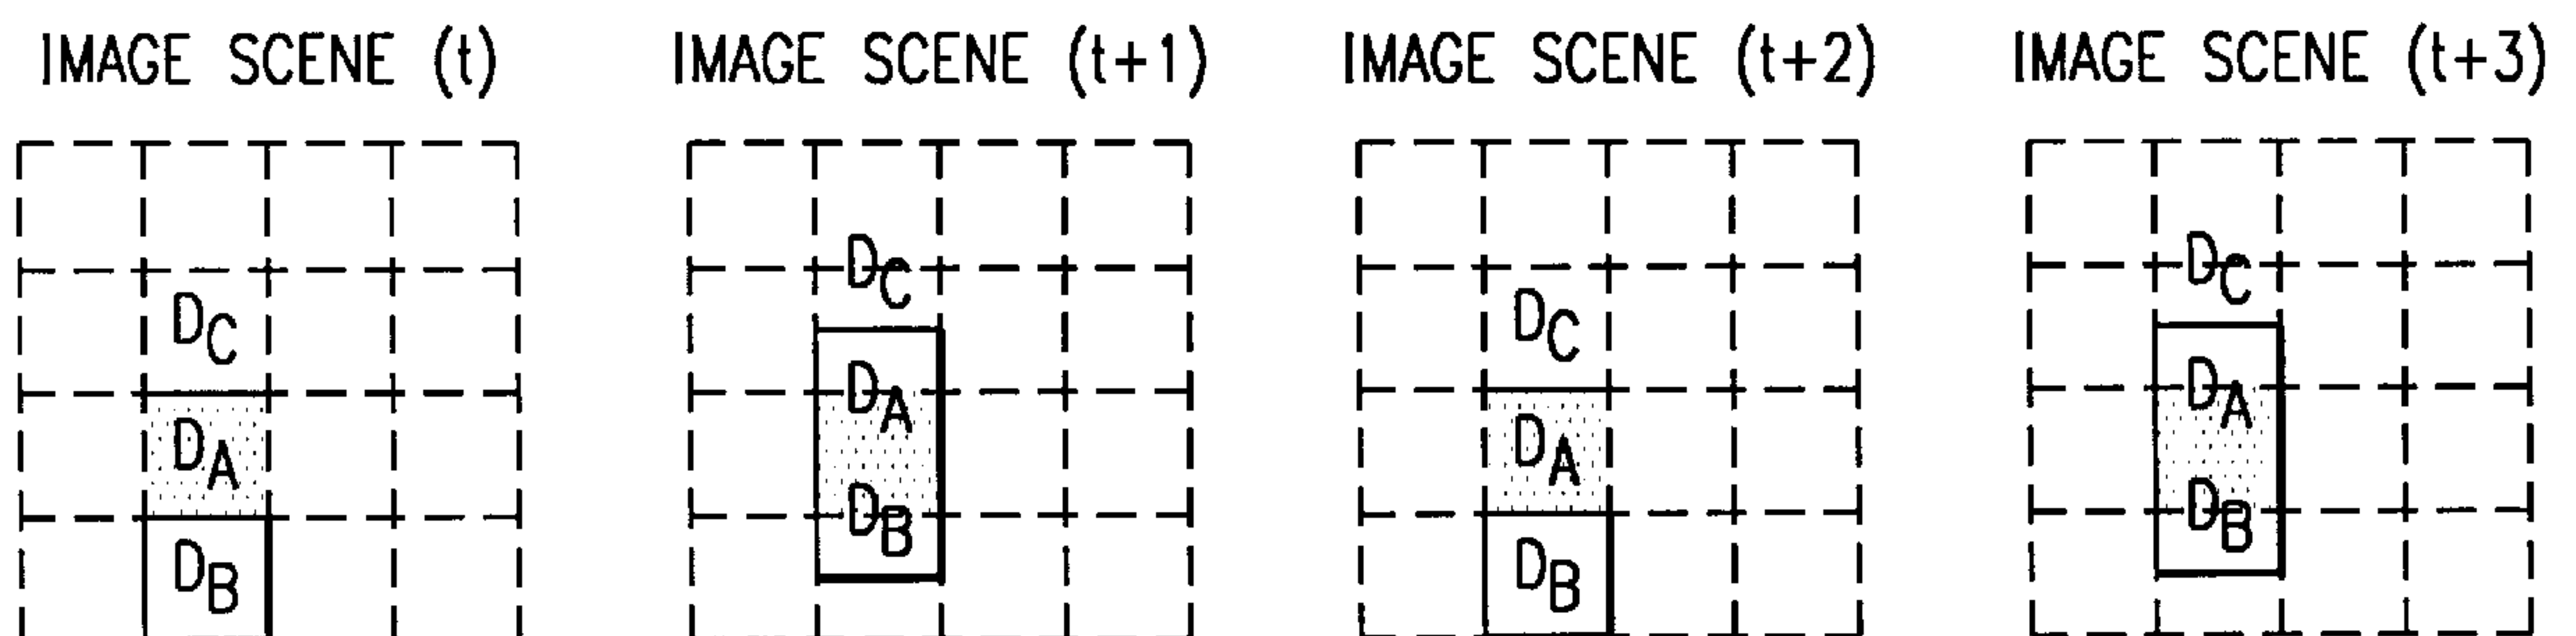 IMAGE SCENE (t) IMAGE SCENE (t+1) IMAGE SCENE (t+2) IMAGE SCENE (t+3)
DC DC DC DC
DA DA DA DA
DB DB DB DB